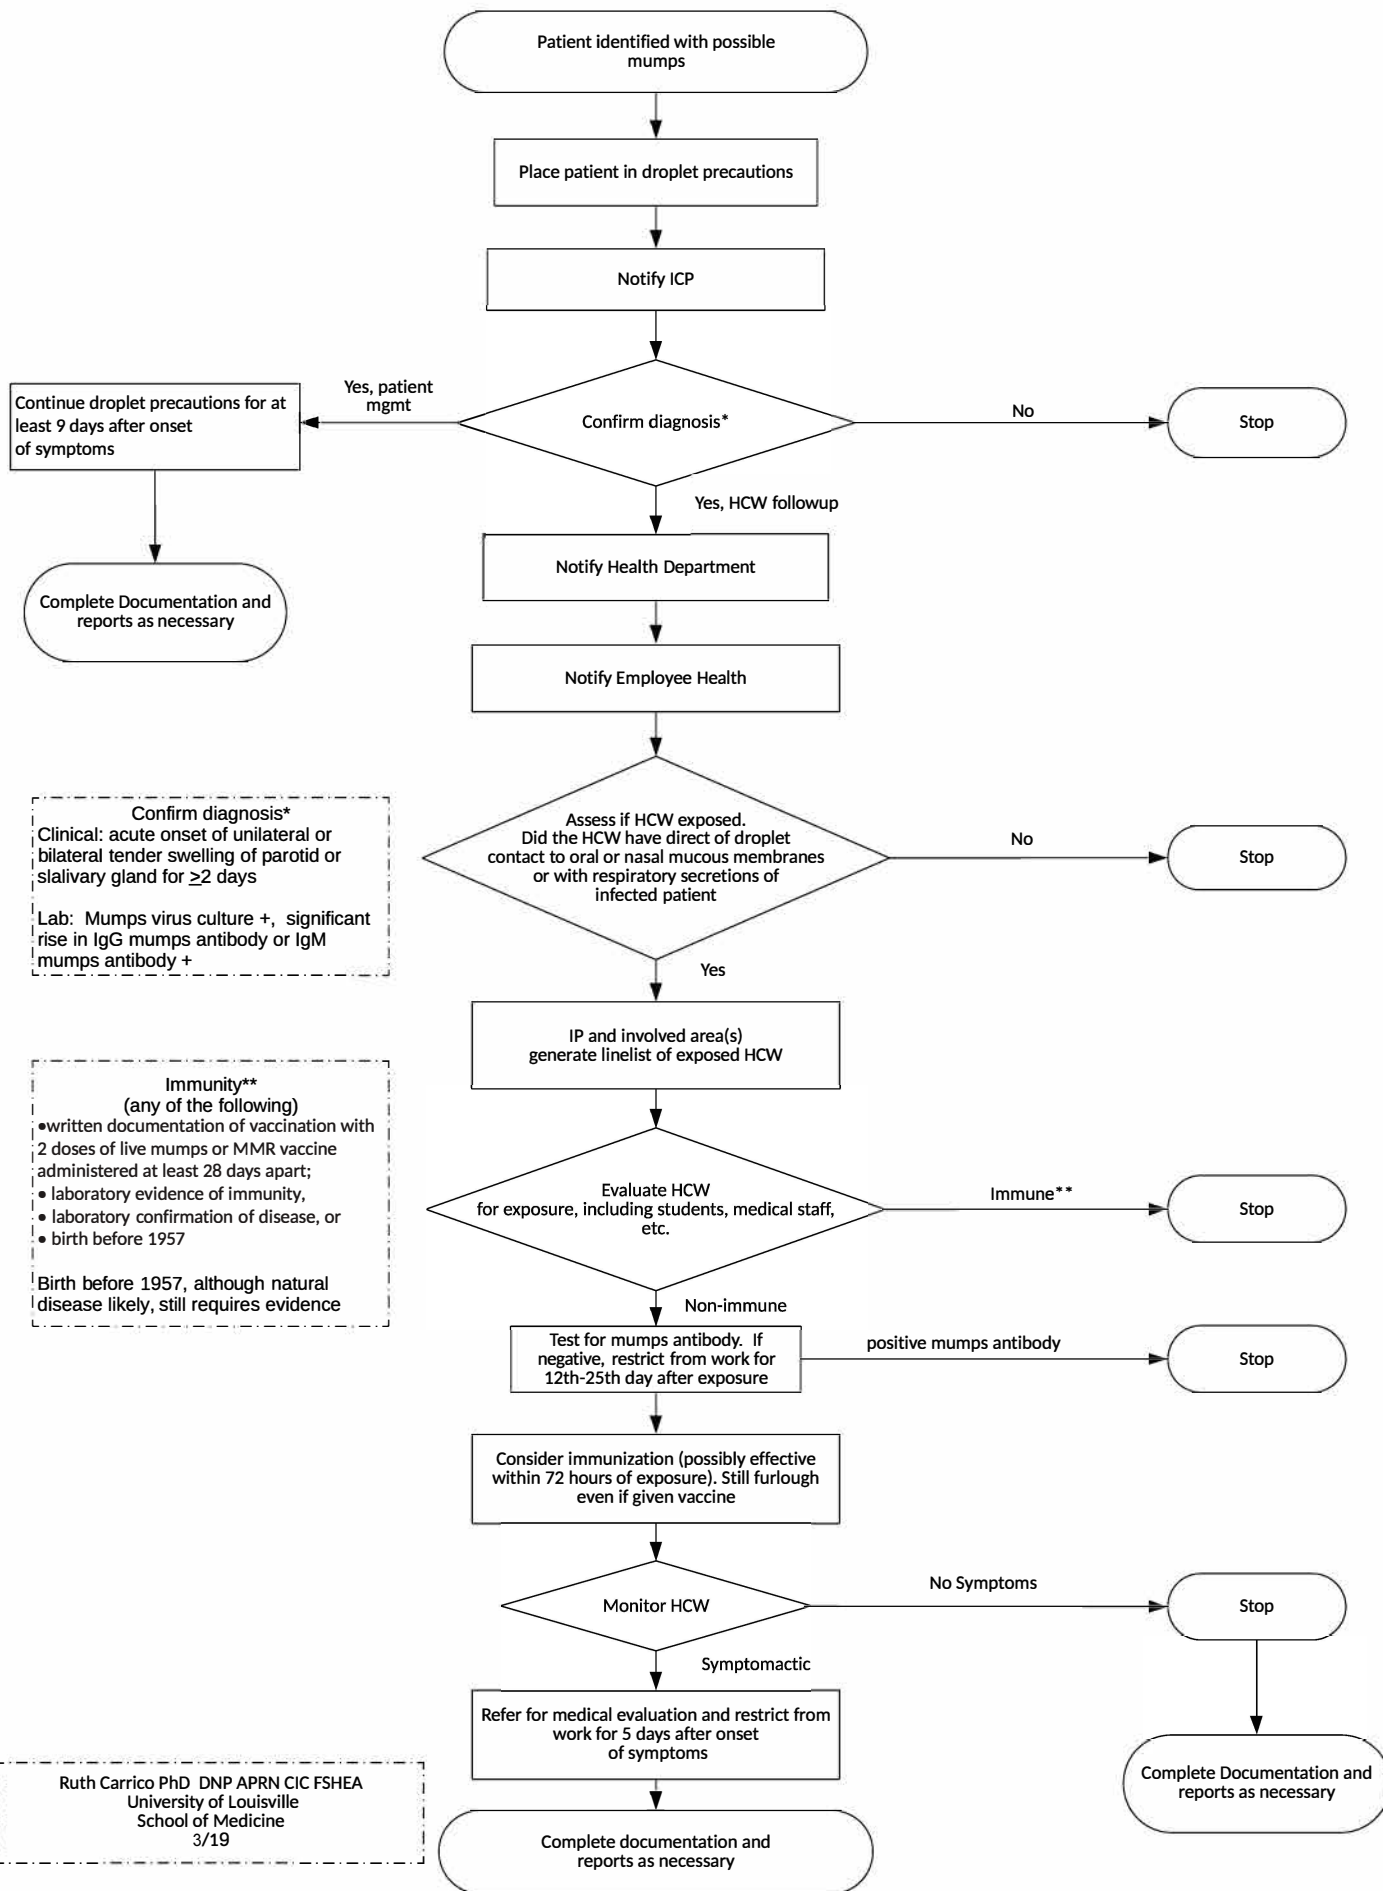 Patient identified with possible
mumps
Place patient in droplet precautions
Notify ICP
Confirm diagnosis*
Yes, patient
mgmt
No
Stop
Continue droplet precautions for at
least 9 days after onset
of symptoms
Complete Documentation and
reports as necessary
Yes, HCW followup
Notify Health Department
Notify Employee Health
Confirm diagnosis*
Clinical: acute onset of unilateral or
bilateral tender swelling of parotid or
slalivary gland for ≥2 days
Lab:  Mumps virus culture +,  significant
rise in IgG mumps antibody or IgM
mumps antibody +
Assess if HCW exposed.
Did the HCW have direct of droplet
contact to oral or nasal mucous membranes
or with respiratory secretions of
infected patient
No
Stop
Yes
IP and involved area(s)
generate linelist of exposed HCW
Immunity**
(any of the following)
•written documentation of vaccination with
2 doses of live mumps or MMR vaccine
administered at least 28 days apart;
• laboratory evidence of immunity,
• laboratory confirmation of disease, or
• birth before 1957
Birth before 1957, although natural
disease likely, still requires evidence
Evaluate HCW
for exposure, including students, medical staff,
etc.
Immune**
Stop
Non-immune
Test for mumps antibody.  If
negative, restrict from work for
12th-25th day after exposure
positive mumps antibody
Stop
Consider immunization (possibly effective
within 72 hours of exposure). Still furlough
even if given vaccine
Monitor HCW
No Symptoms
Stop
Symptomactic
Refer for medical evaluation and restrict from
work for 5 days after onset
of symptoms
Complete Documentation and
reports as necessary
Ruth Carrico PhD  DNP APRN CIC FSHEA
University of Louisville
School of Medicine
3/19
Complete documentation and
reports as necessary